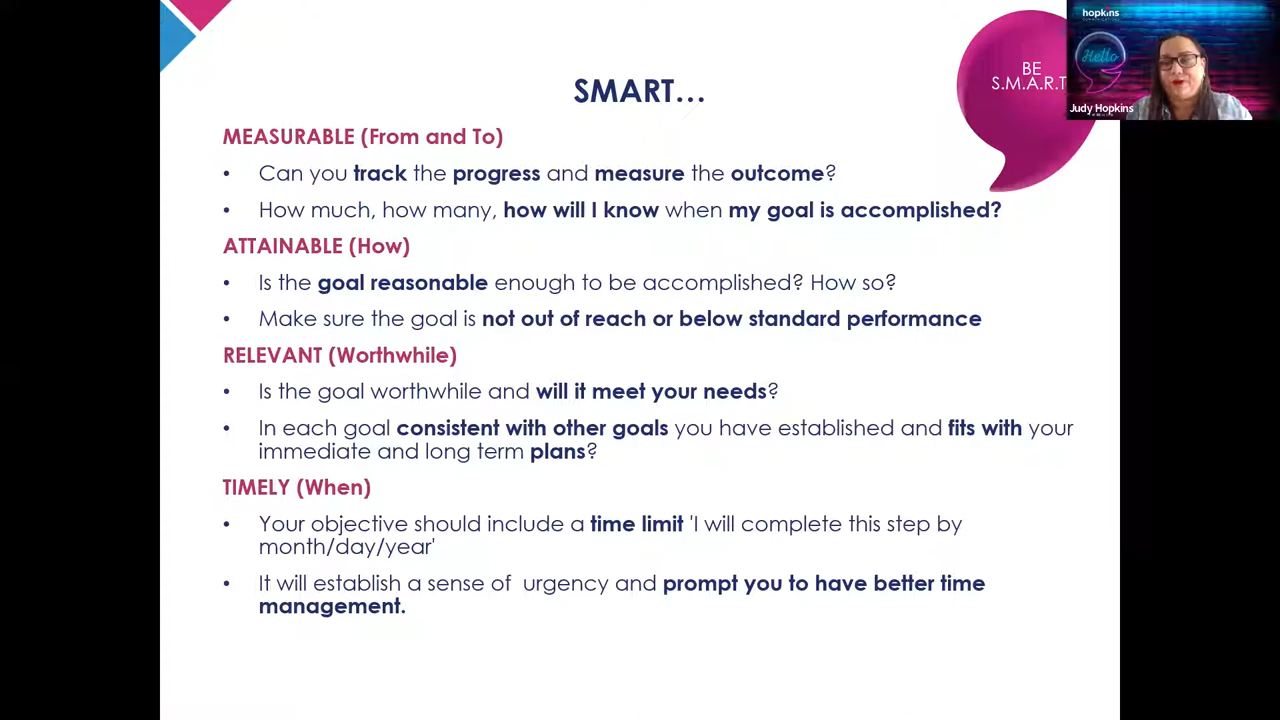 SMART…
BE
S.M.A.R.T
hopkins
COMMUNICATIONS
Hello
Judy Hopkins
MEASURABLE (From and To)
• Can you track the progress and measure the outcome?
• How much, how many, how will I know when my goal is accomplished?
ATTAINABLE (How)
• Is the goal reasonable enough to be accomplished? How so?
• Make sure the goal is not out of reach or below standard performance
RELEVANT (Worthwhile)
• Is the goal worthwhile and will it meet your needs?
• In each goal consistent with other goals you have established and fits with your
immediate and long term plans?
TIMELY (When)
• Your objective should include a time limit 'I will complete this step by
month/day/year'
• It will establish a sense of  urgency and prompt you to have better time
management.